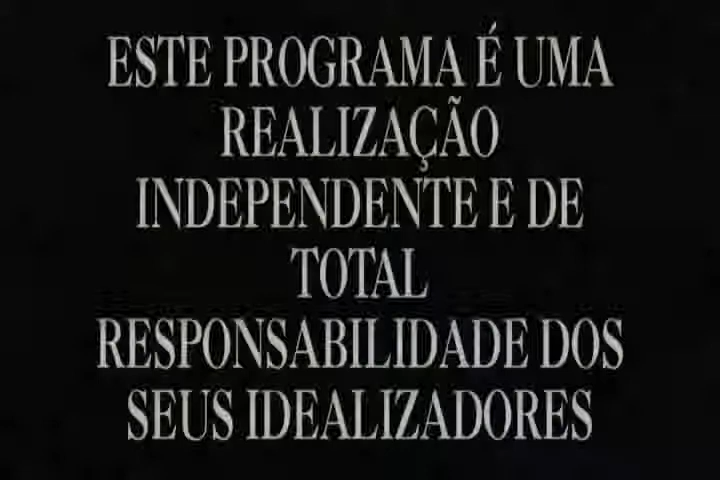 ESTE PROGRAMA É UMA
REALIZAÇÃO
INDEPENDENTE E DE
TOTAL
RESPONSABILIDADE DOS
SEUS IDEALIZADORES